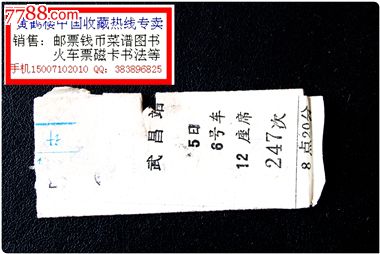 7788.com
黄鹤楼中国收藏热线专卖
销售：邮票钱币菜谱图书
火车票磁卡书法等
手机15007102010 QQ：383896825
武昌站
5日
6号车
12座席
247次
8点20分